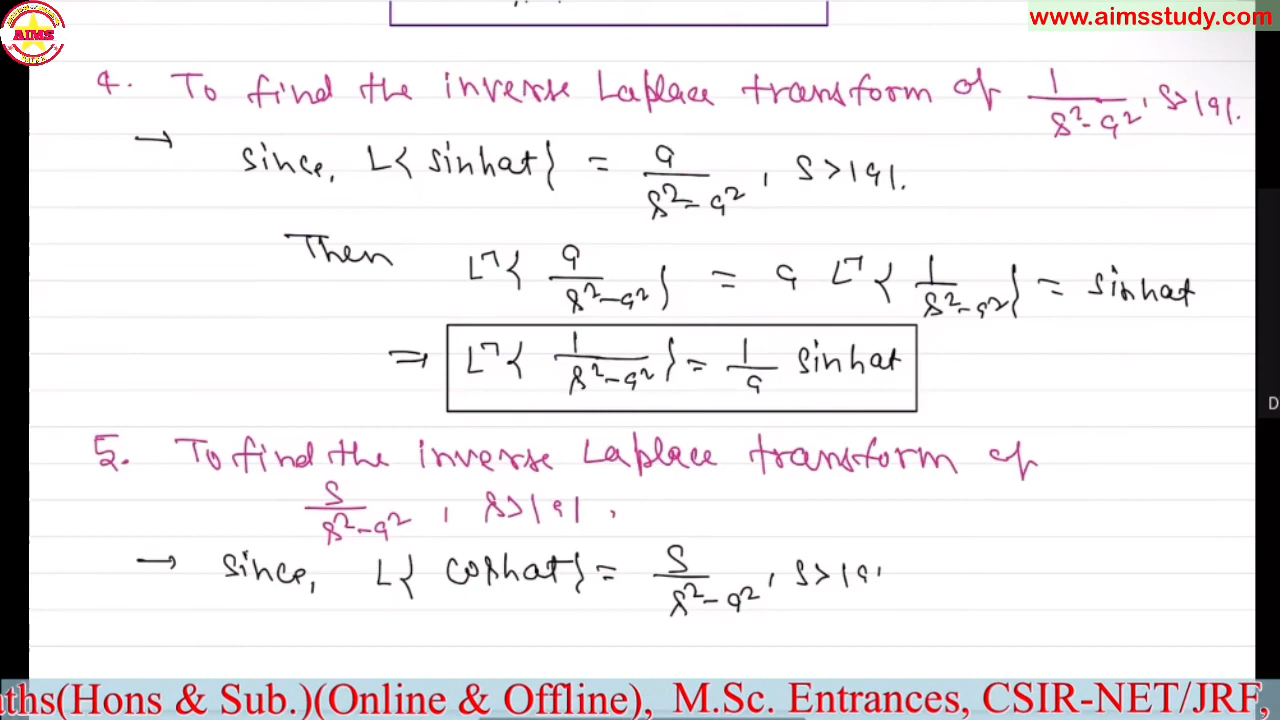 AIMS
www.aimsstudy.com
4. To find the inverse Laplace transform of 1/(s²-a²), s>|a|.
→ since, L{sinhat} = a/(s²-a²), s>|a|.
Then L⁻¹{a/(s²-a²)} = a L⁻¹{1/(s²-a²)} = sinhat
⇒ L⁻¹{1/(s²-a²)} = 1/a sinhat
5. To find the inverse Laplace transform of
s/(s²-a²), s>|a|.
→ since, L{coshat} = s/(s²-a²), s>|a|
D
aths(Hons & Sub.)(Online & Offline), M.Sc. Entrances, CSIR-NET/JRF,